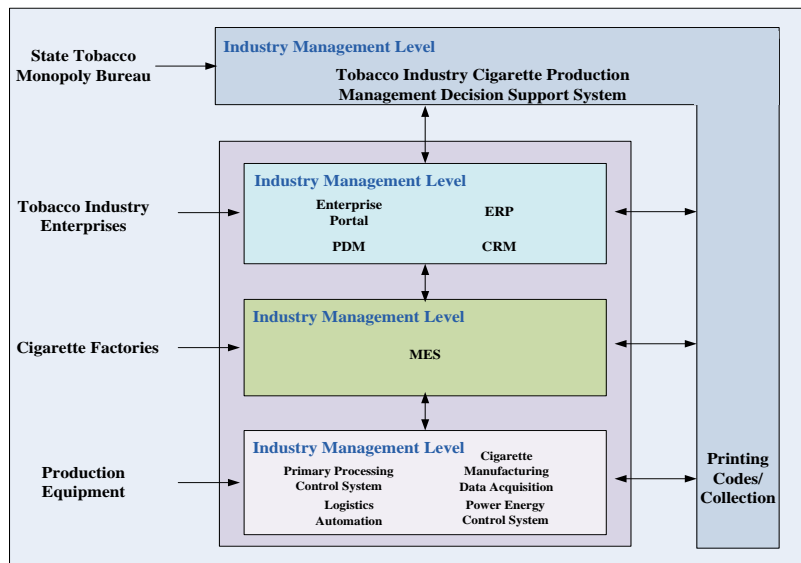 Industry Management Level
State Tobacco
Monopoly Bureau
Tobacco Industry Cigarette Production
Management Decision Support System
Industry Management Level
Tobacco Industry
Enterprises
Enterprise
Portal
ERP
PDM
CRM
Industry Management Level
Cigarette Factories
MES
Industry Management Level
Production
Equipment
Primary Processing
Control System
Cigarette
Manufacturing
Data Acquisition
Logistics
Automation
Power Energy
Control System
Printing
Codes/
Collection